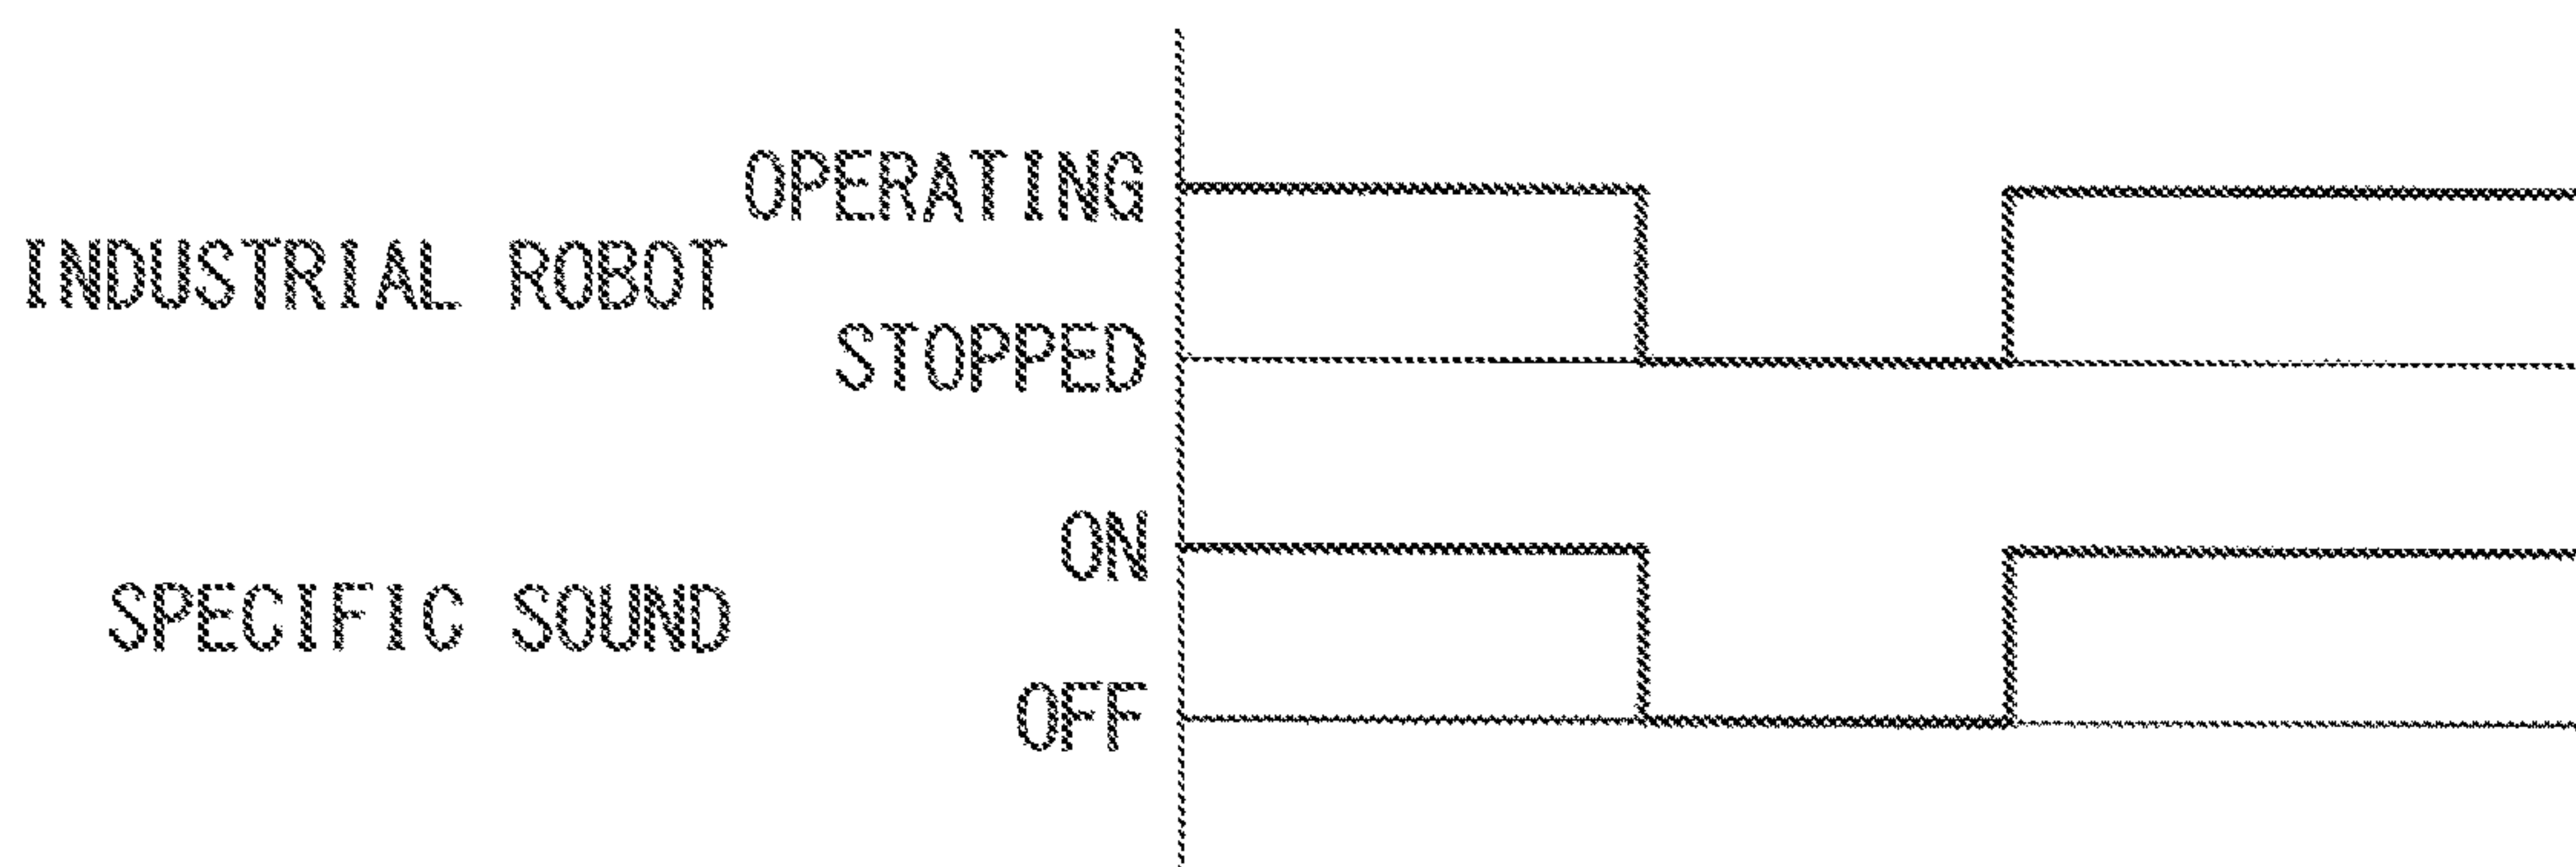 OPERATING
INDUSTRIAL ROBOT
STOPPED
ON
SPECIFIC SOUND
OFF